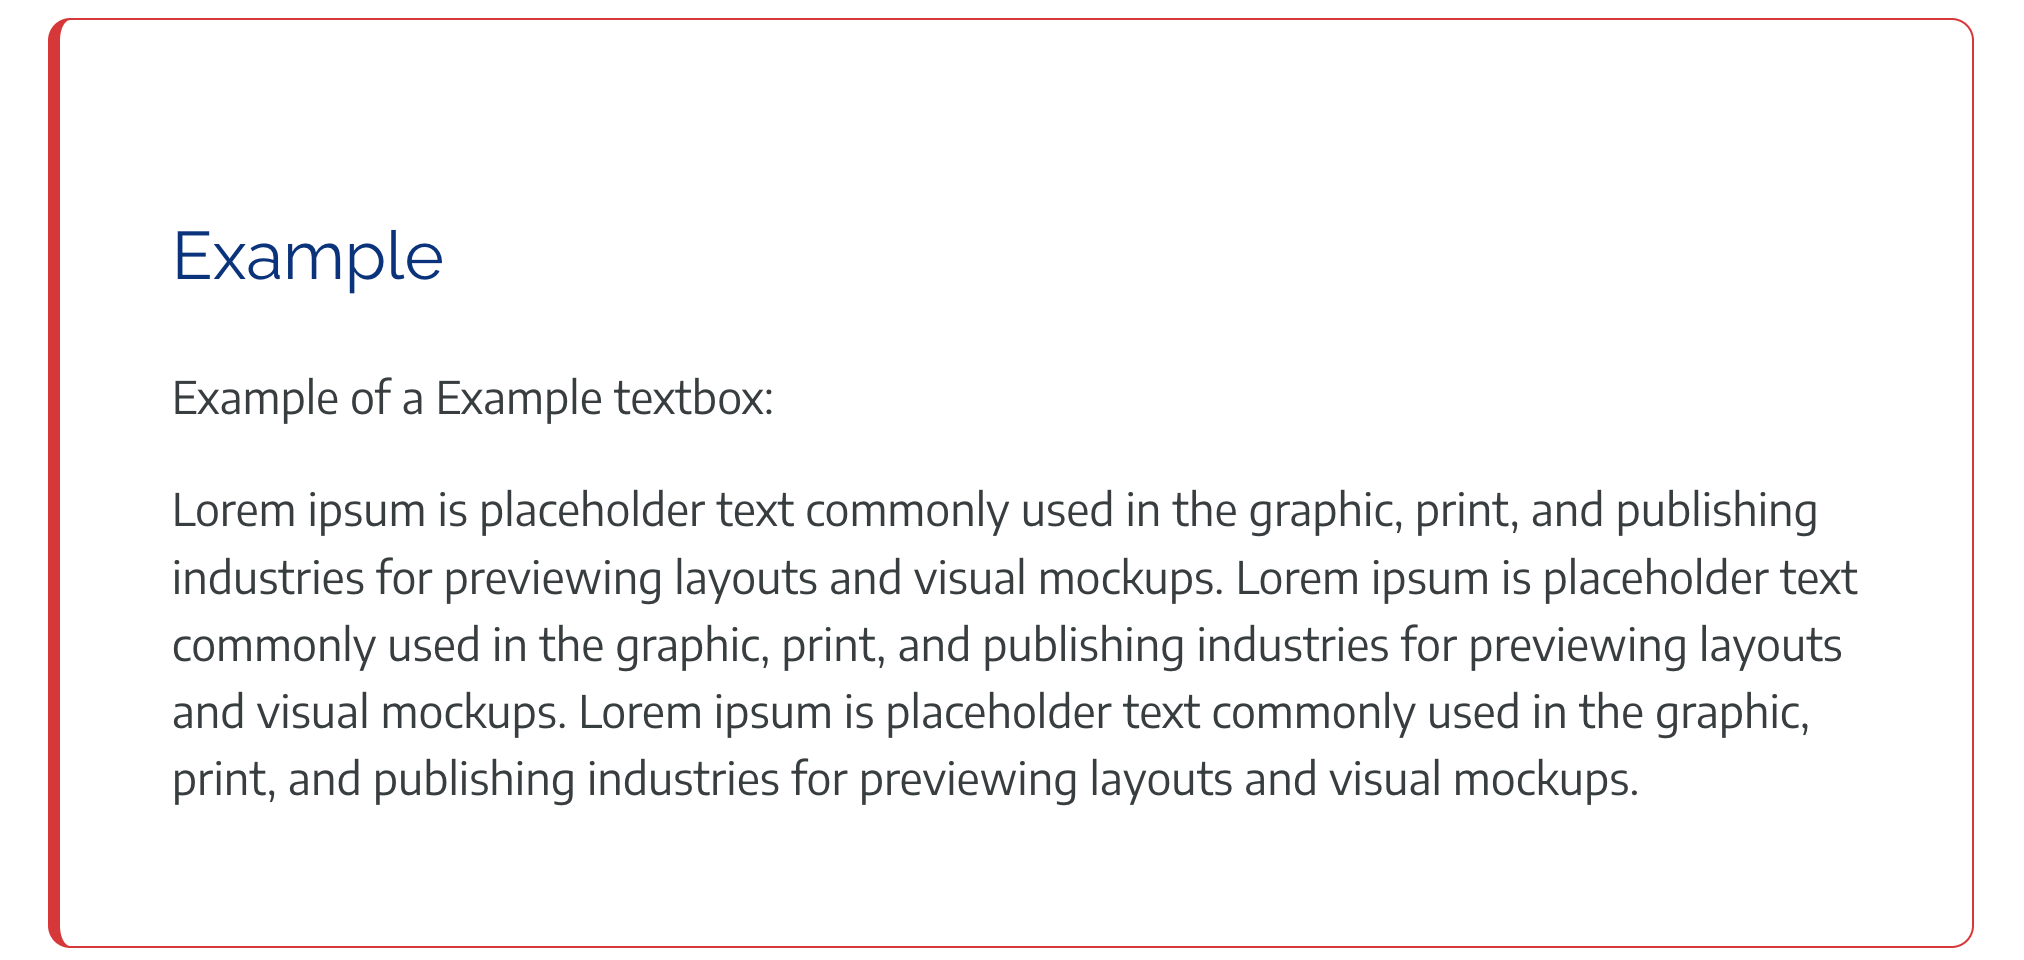 Example
Example of a Example textbox:
Lorem ipsum is placeholder text commonly used in the graphic, print, and publishing
industries for previewing layouts and visual mockups. Lorem ipsum is placeholder text
commonly used in the graphic, print, and publishing industries for previewing layouts
and visual mockups. Lorem ipsum is placeholder text commonly used in the graphic,
print, and publishing industries for previewing layouts and visual mockups.